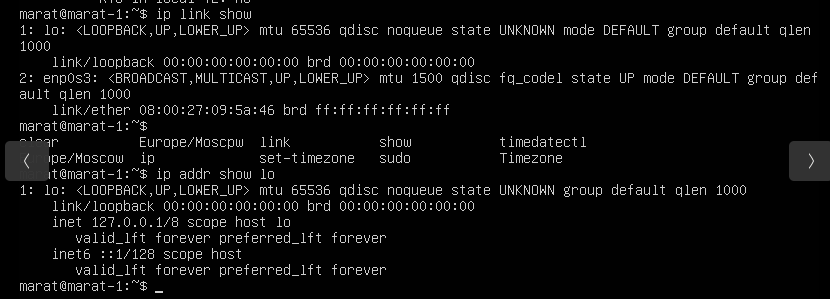 marat@marat-1:~$ ip link show
1: lo: <LOOPBACK,UP,LOWER_UP> mtu 65536 qdisc noqueue state UNKNOWN mode DEFAULT group default qlen
1000
link/loopback 00:00:00:00:00:00 brd 00:00:00:00:00:00
2: enp0s3: <BROADCAST,MULTICAST,UP,LOWER_UP> mtu 1500 qdisc fq_codel state UP mode DEFAULT group def
ault qlen 1000
link/ether 08:00:27:09:5a:46 brd ff:ff:ff:ff:ff:ff
marat@marat-1:~$
clear Europe/Moscpw link show timedatectl
ope/Moscow ip set-timezone sudo Timezone
at@marat-1:~$ ip addr show lo
1: lo: <LOOPBACK,UP,LOWER_UP> mtu 65536 qdisc noqueue state UNKNOWN group default qlen 1000
link/loopback 00:00:00:00:00:00 brd 00:00:00:00:00:00
inet 127.0.0.1/8 scope host lo
valid_lft forever preferred_lft forever
inet6 ::1/128 scope host
valid_lft forever preferred_lft forever
marat@marat-1:~$ _